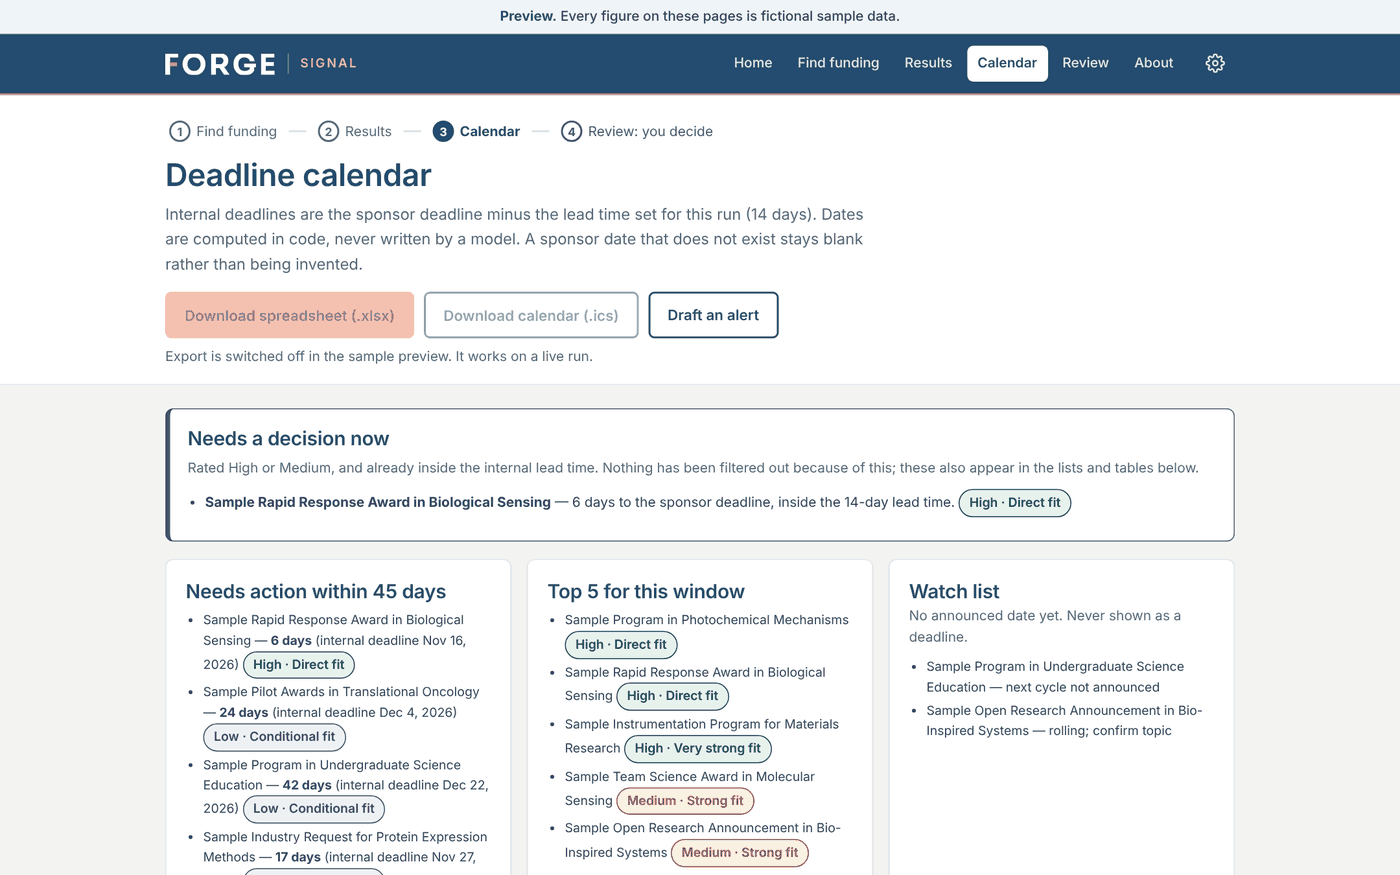 Preview. Every figure on these pages is fictional sample data.
FORGE SIGNAL
Home Find funding Results Calendar Review About
1 Find funding 2 Results 3 Calendar 4 Review: you decide
Deadline calendar
Internal deadlines are the sponsor deadline minus the lead time set for this run (14 days). Dates
are computed in code, never written by a model. A sponsor date that does not exist stays blank
rather than being invented.
Download spreadsheet (.xlsx) Download calendar (.ics) Draft an alert
Export is switched off in the sample preview. It works on a live run.
Needs a decision now
Rated High or Medium, and already inside the internal lead time. Nothing has been filtered out because of this; these also appear in the lists and tables below.
• Sample Rapid Response Award in Biological Sensing — 6 days to the sponsor deadline, inside the 14-day lead time. High · Direct fit
Needs action within 45 days
• Sample Rapid Response Award in Biological
Sensing — 6 days (internal deadline Nov 16,
2026) High · Direct fit
• Sample Pilot Awards in Translational Oncology
— 24 days (internal deadline Dec 4, 2026)
Low · Conditional fit
• Sample Program in Undergraduate Science
Education — 42 days (internal deadline Dec 22,
2026) Low · Conditional fit
• Sample Industry Request for Protein Expression
Methods — 17 days (internal deadline Nov 27,
Top 5 for this window
• Sample Program in Photochemical Mechanisms
High · Direct fit
• Sample Rapid Response Award in Biological
Sensing High · Direct fit
• Sample Instrumentation Program for Materials
Research High · Very strong fit
• Sample Team Science Award in Molecular
Sensing Medium · Strong fit
• Sample Open Research Announcement in Bio-
Inspired Systems Medium · Strong fit
Watch list
No announced date yet. Never shown as a
deadline.
• Sample Program in Undergraduate Science
Education — next cycle not announced
• Sample Open Research Announcement in Bio-
Inspired Systems — rolling; confirm topic